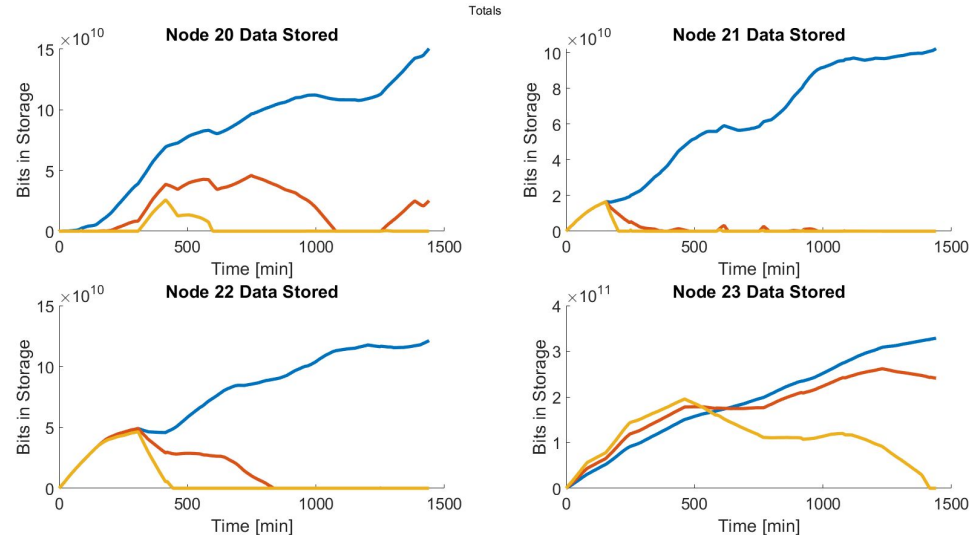 Totals
Node 20 Data Stored
×10^10
15
10
5
0
Bits in Storage
0 500 1000 1500
Time [min]
Node 21 Data Stored
×10^10
10
8
6
4
2
0
Bits in Storage
0 500 1000 1500
Time [min]
Node 22 Data Stored
×10^10
15
10
5
0
Bits in Storage
0 500 1000 1500
Time [min]
Node 23 Data Stored
×10^11
4
3
2
1
0
Bits in Storage
0 500 1000 1500
Time [min]